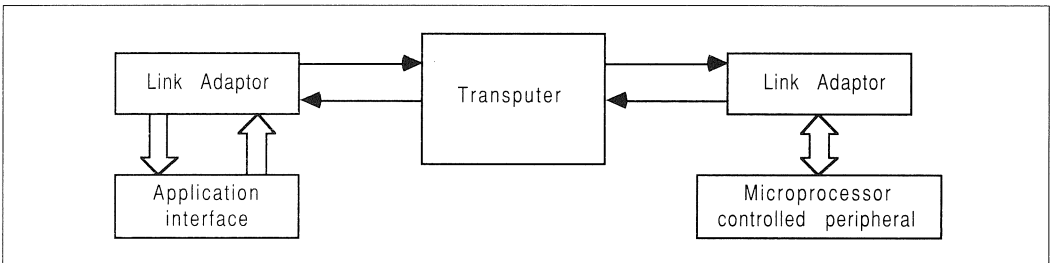 Link Adaptor
Transputer
Link Adaptor
Application
interface
Microprocessor
controlled peripheral